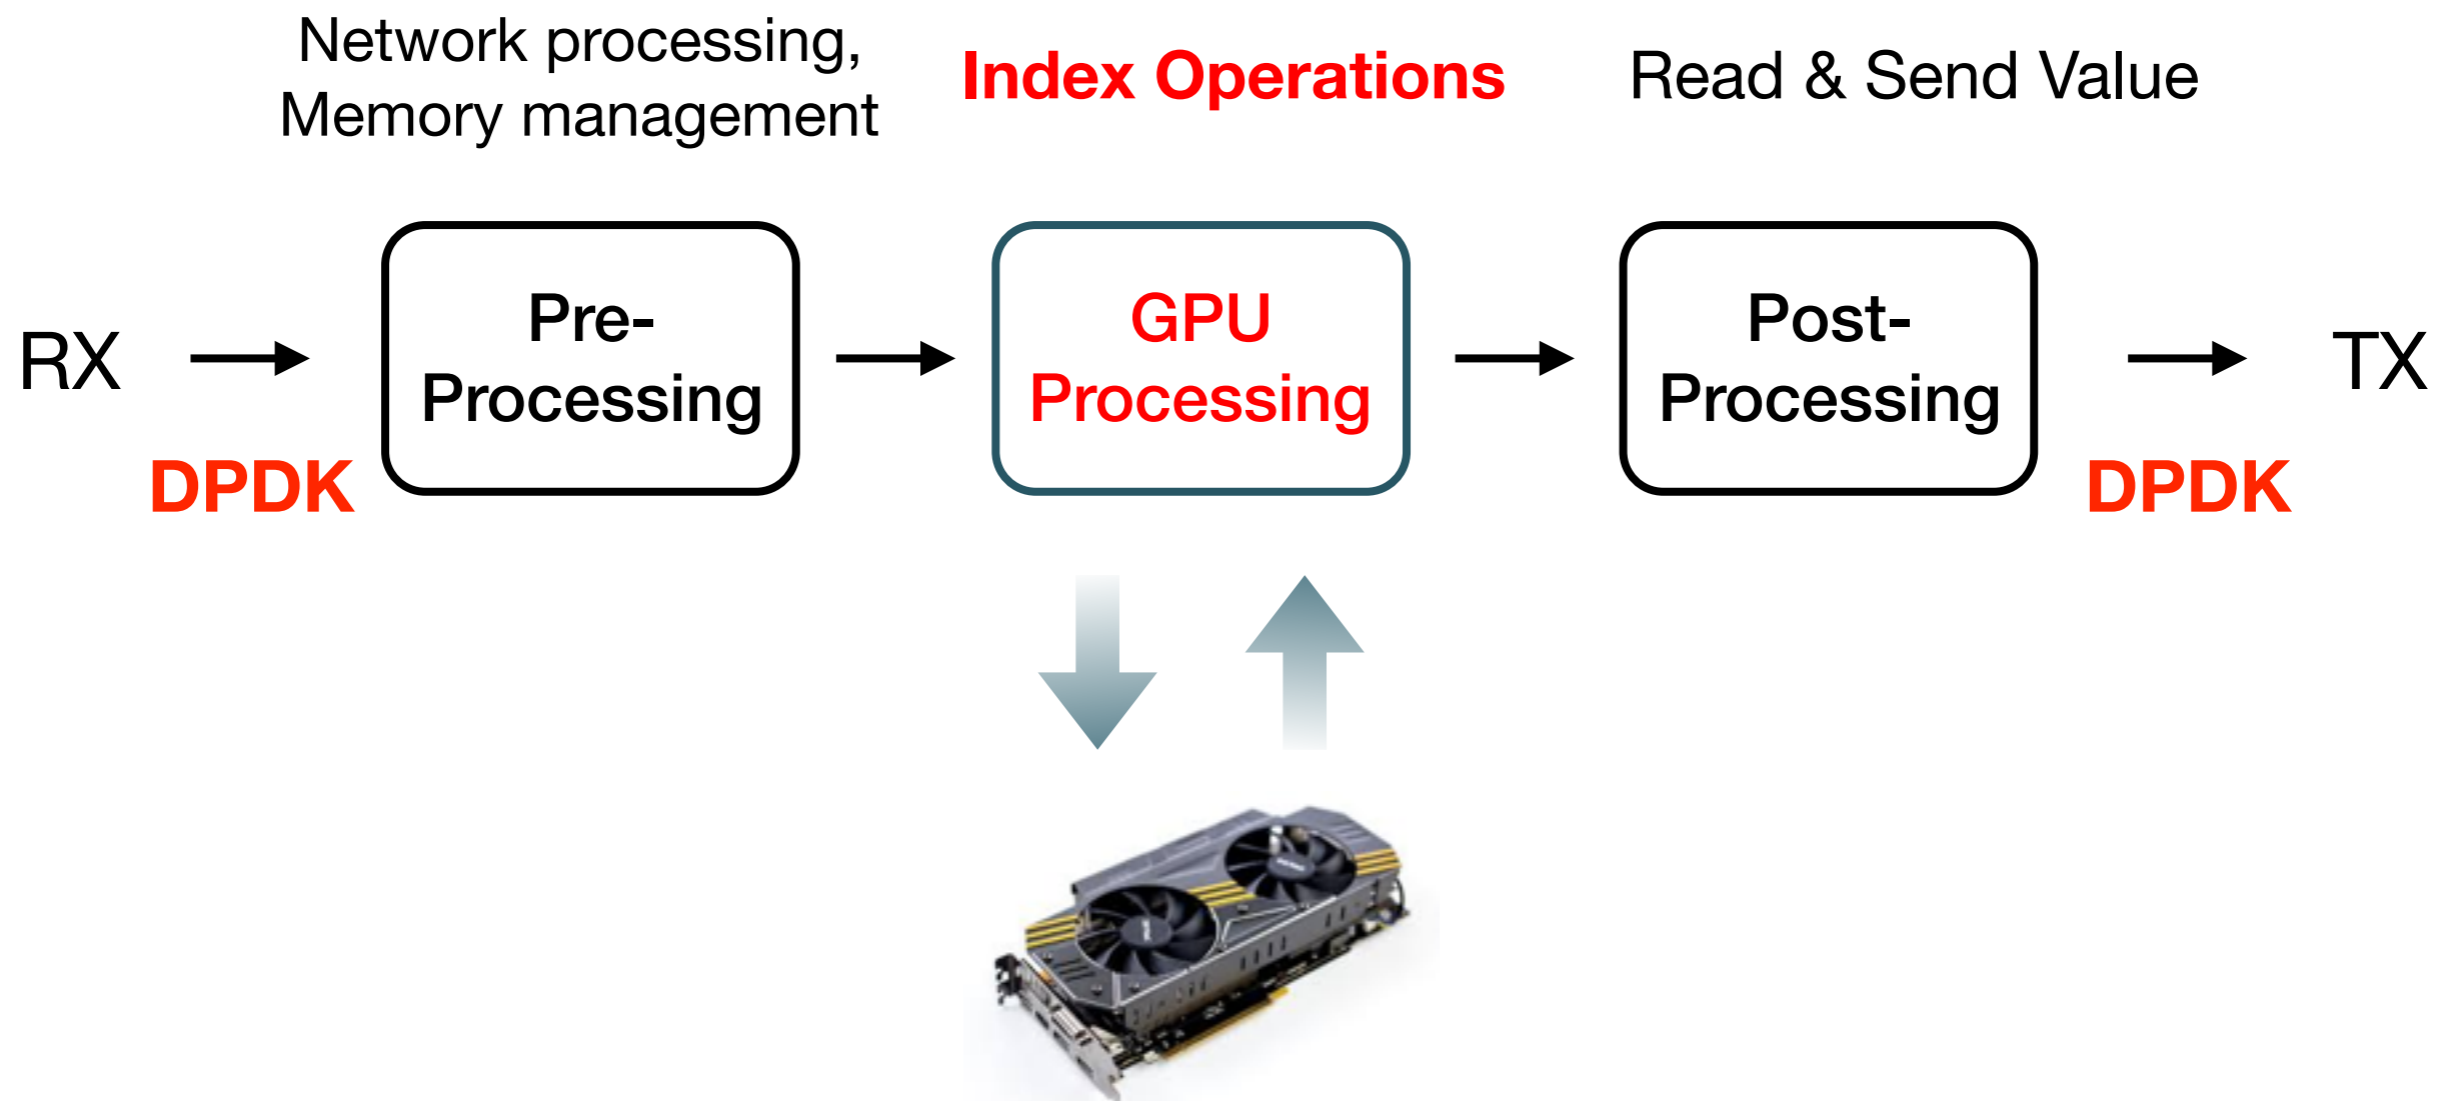 Network processing,
Memory management
Index Operations
Read & Send Value
RX
DPDK
Pre-
Processing
GPU
Processing
Post-
Processing
DPDK
TX